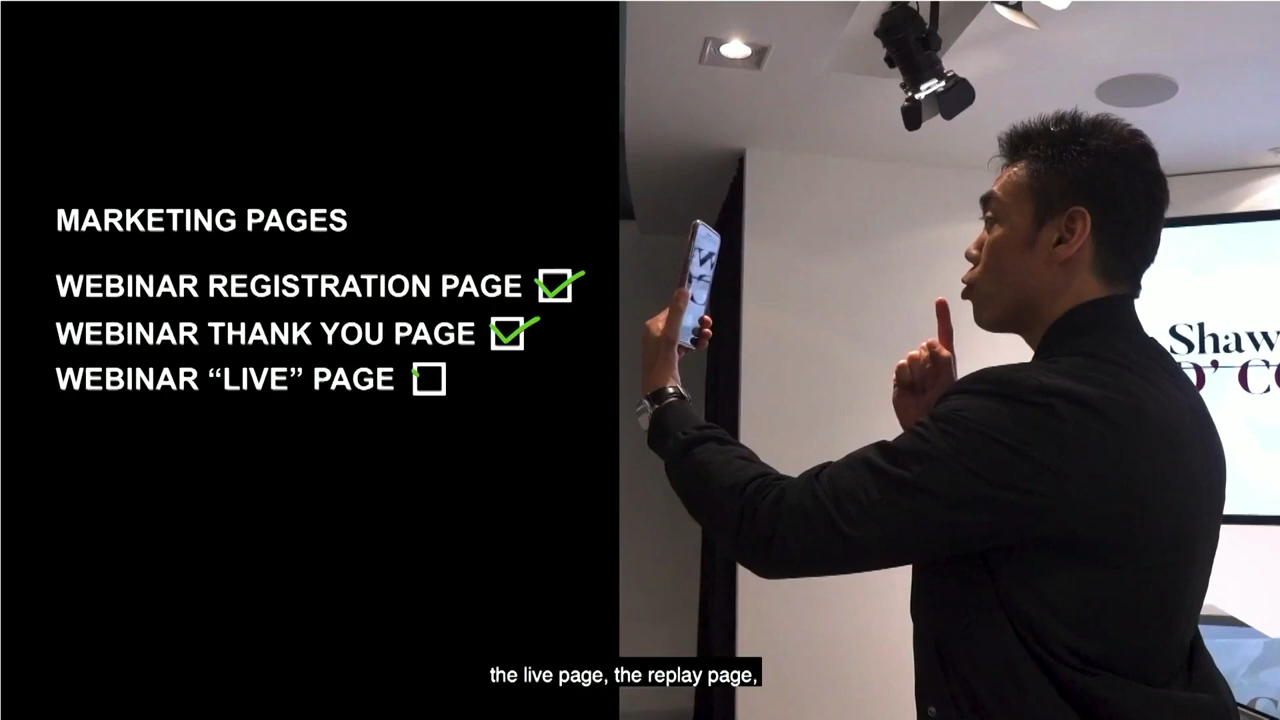 MARKETING PAGES
WEBINAR REGISTRATION PAGE
WEBINAR THANK YOU PAGE
WEBINAR “LIVE” PAGE
Shaw
the live page, the replay page,